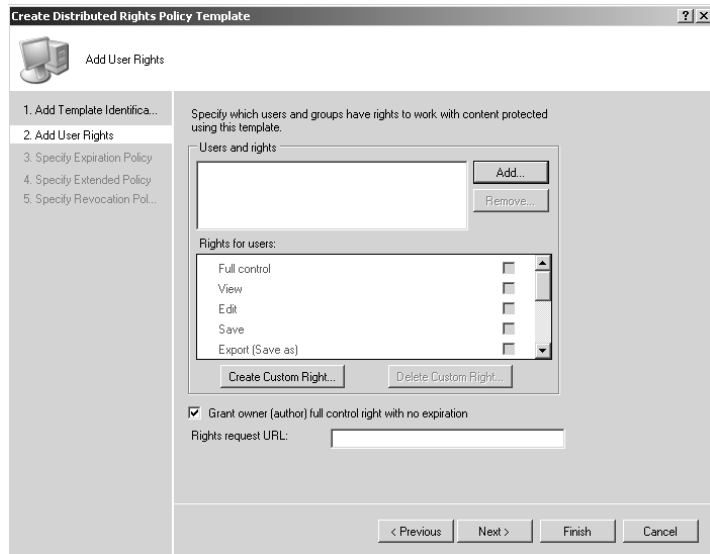 Create Distributed Rights Policy Template
Add User Rights
1. Add Template Identifica...
2. Add User Rights
3. Specify Expiration Policy
4. Specify Extended Policy
5. Specify Revocation Pol...
Specify which users and groups have rights to work with content protected
using this template.
Users and rights
Add...
Remove...
Rights for users:
Full control
View
Edit
Save
Export (Save as)
Create Custom Right...
Delete Custom Right...
Grant owner (author) full control right with no expiration
Rights request URL:
< Previous
Next >
Finish
Cancel